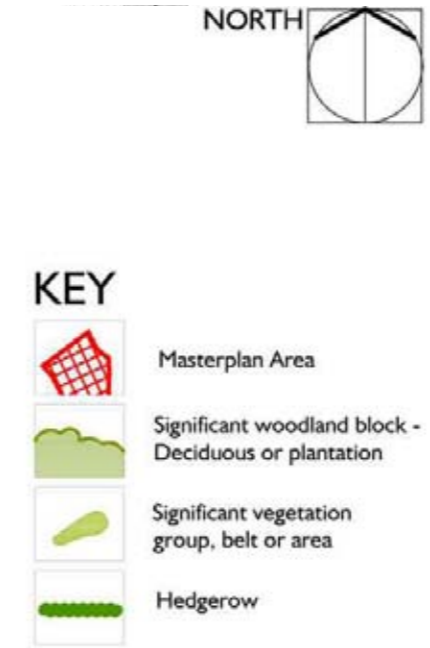 NORTH
KEY
Masterplan Area
Significant woodland block -
Deciduous or plantation
Significant vegetation
group, belt or area
Hedgerow